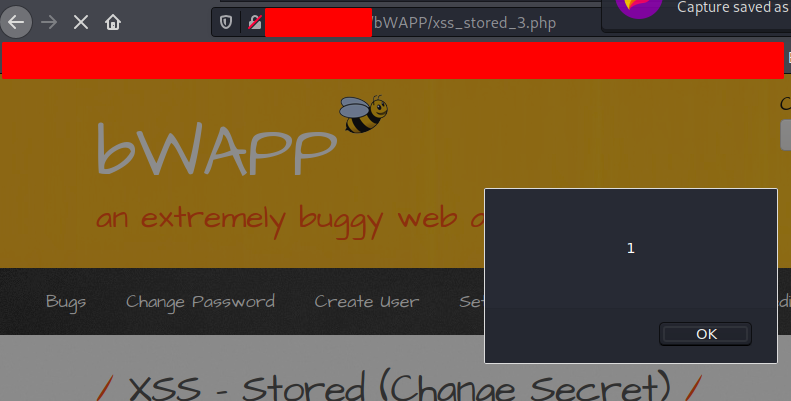 Capture saved as
/bWAPP/xss_stored_3.php
bWAPP
an extremely buggy web
1
Bugs Change Password Create User Set
OK
/ XSS - Stored (Change Secret) /